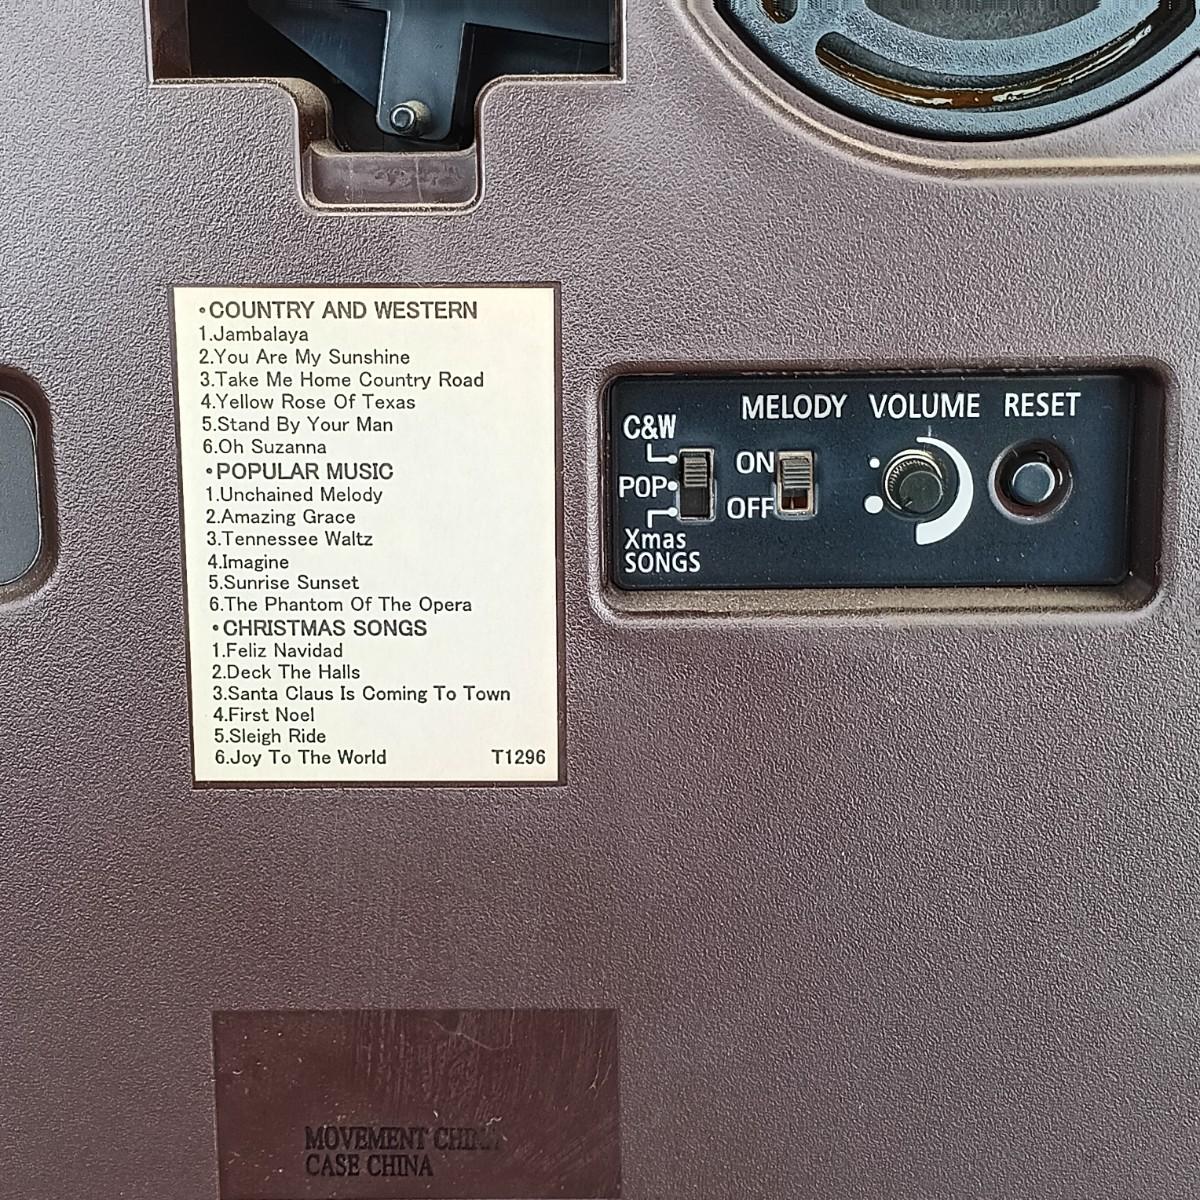 •COUNTRY AND WESTERN
1.Jambalaya
2.You Are My Sunshine
3.Take Me Home Country Road
4.Yellow Rose Of Texas
5.Stand By Your Man
6.Oh Suzanna
•POPULAR MUSIC
1.Unchained Melody
2.Amazing Grace
3.Tennessee Waltz
4.Imagine
5.Sunrise Sunset
6.The Phantom Of The Opera
•CHRISTMAS SONGS
1.Feliz Navidad
2.Deck The Halls
3.Santa Claus Is Coming To Town
4.First Noel
5.Sleigh Ride
6.Joy To The World T1296
MELODY VOLUME RESET
C&W
POP
Xmas
SONGS
ON
OFF
MOVEMENT CHINA
CASE CHINA